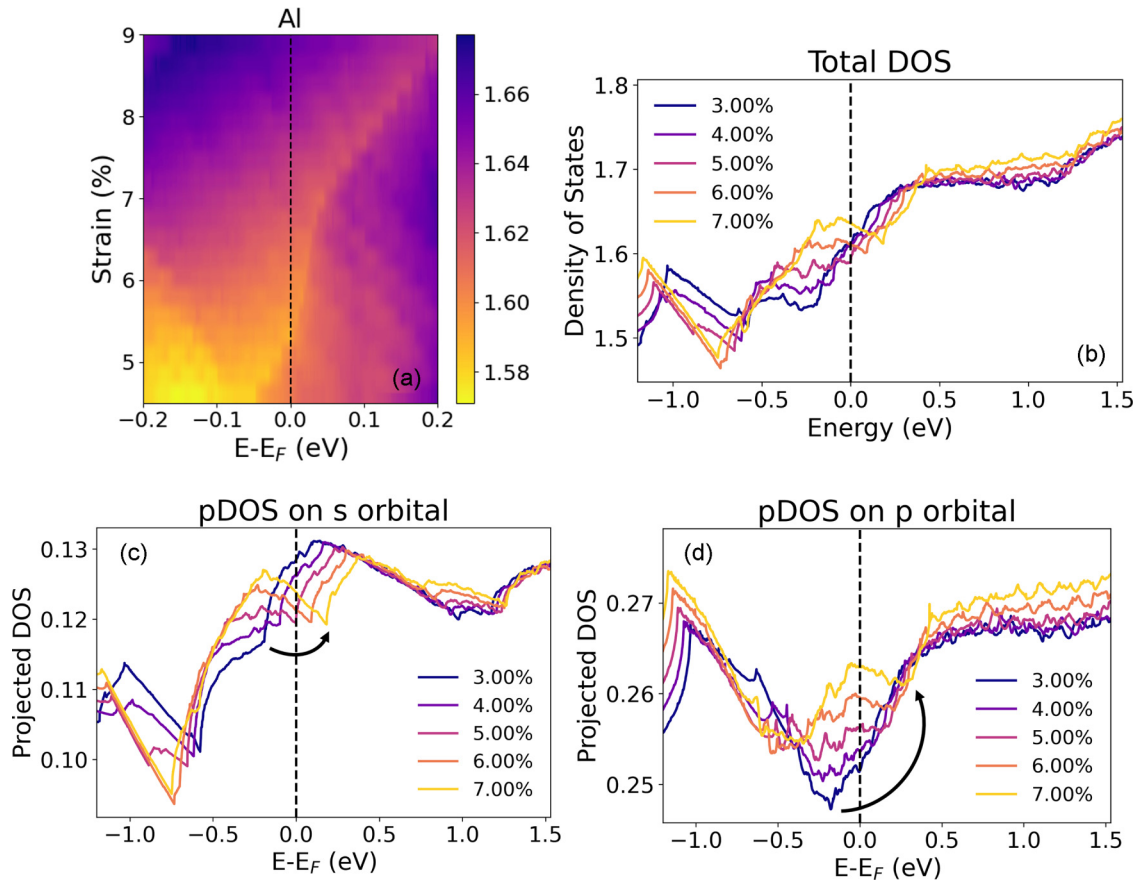 Al
9
8
7
6
5
Strain (%)
−0.2 −0.1 0.0 0.1 0.2
E-E_F (eV)
(a)
1.66
1.64
1.62
1.60
1.58
Total DOS
1.8
1.7
1.6
1.5
Density of States
3.00%
4.00%
5.00%
6.00%
7.00%
(b)
−1.0 −0.5 0.0 0.5 1.0 1.5
Energy (eV)
pDOS on s orbital
(c)
0.13
0.12
0.11
0.10
Projected DOS
3.00%
4.00%
5.00%
6.00%
7.00%
−1.0 −0.5 0.0 0.5 1.0 1.5
E-E_F (eV)
pDOS on p orbital
(d)
0.27
0.26
0.25
Projected DOS
3.00%
4.00%
5.00%
6.00%
7.00%
−1.0 −0.5 0.0 0.5 1.0 1.5
E-E_F (eV)